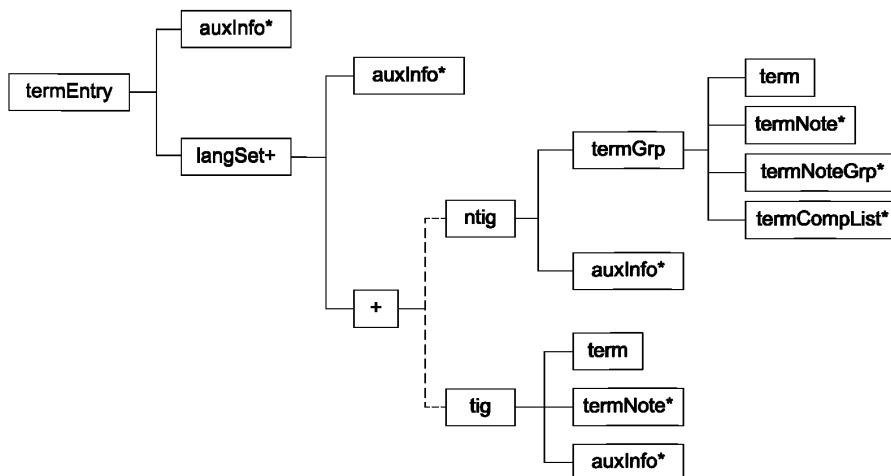 auxInfo*
termEntry
auxInfo*
langSet+
term
termNote*
termGrp
termNoteGrp*
termCompList*
ntig
auxInfo*
+
term
tig
termNote*
auxInfo*